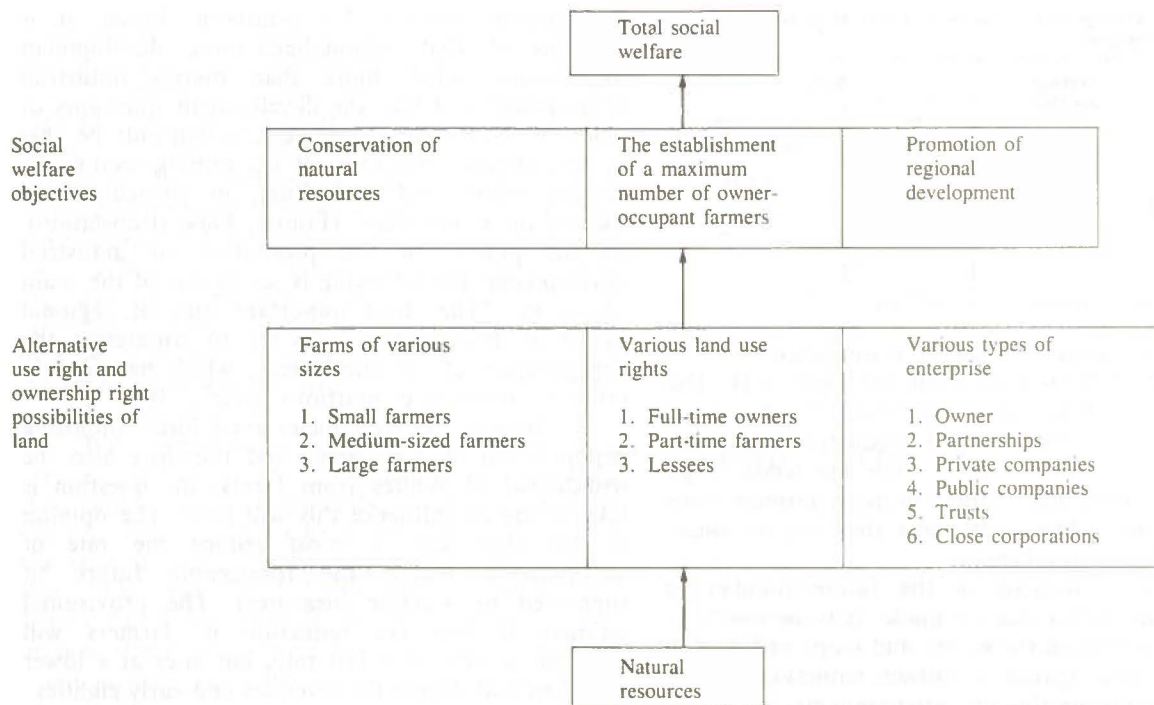 Total social
welfare
Social
welfare
objectives
Conservation of
natural
resources
The establishment
of a maximum
number of owner-
occupant farmers
Promotion of
regional
development
Alternative
use right and
ownership right
possibilities of
land
Farms of various
sizes
1. Small farmers
2. Medium-sized farmers
3. Large farmers
Various land use
rights
1. Full-time owners
2. Part-time farmers
3. Lessees
Various types of
enterprise
1. Owner
2. Partnerships
3. Private companies
4. Public companies
5. Trusts
6. Close corporations
Natural
resources